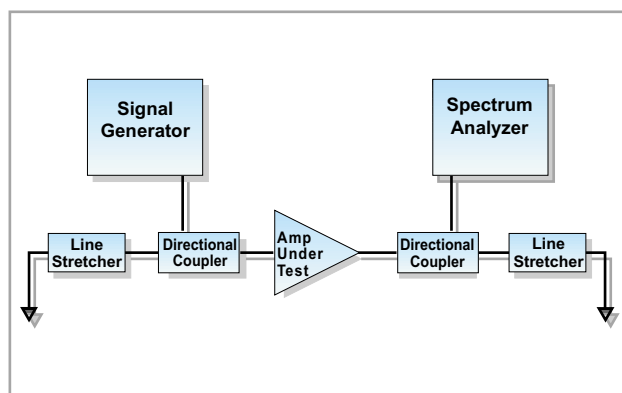 Signal
Generator
Spectrum
Analyzer
Line
Stretcher
Directional
Coupler
Amp
Under
Test
Directional
Coupler
Line
Stretcher